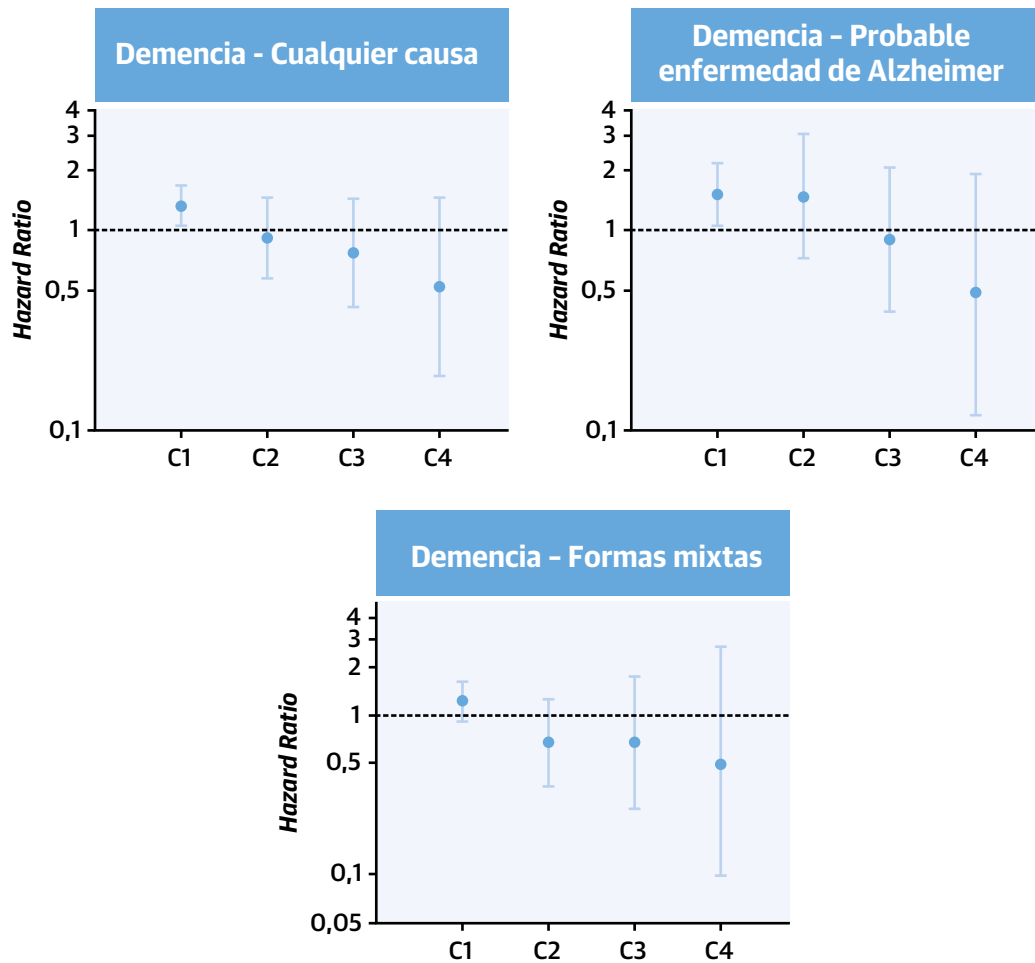 Demencia - Cualquier causa
4
3
2
1
0,5
0,1
Hazard Ratio
C1 C2 C3 C4
Demencia – Probable
enfermedad de Alzheimer
4
3
2
1
0,5
0,1
Hazard Ratio
C1 C2 C3 C4
Demencia – Formas mixtas
4
3
2
1
0,5
0,1
0,05
Hazard Ratio
C1 C2 C3 C4